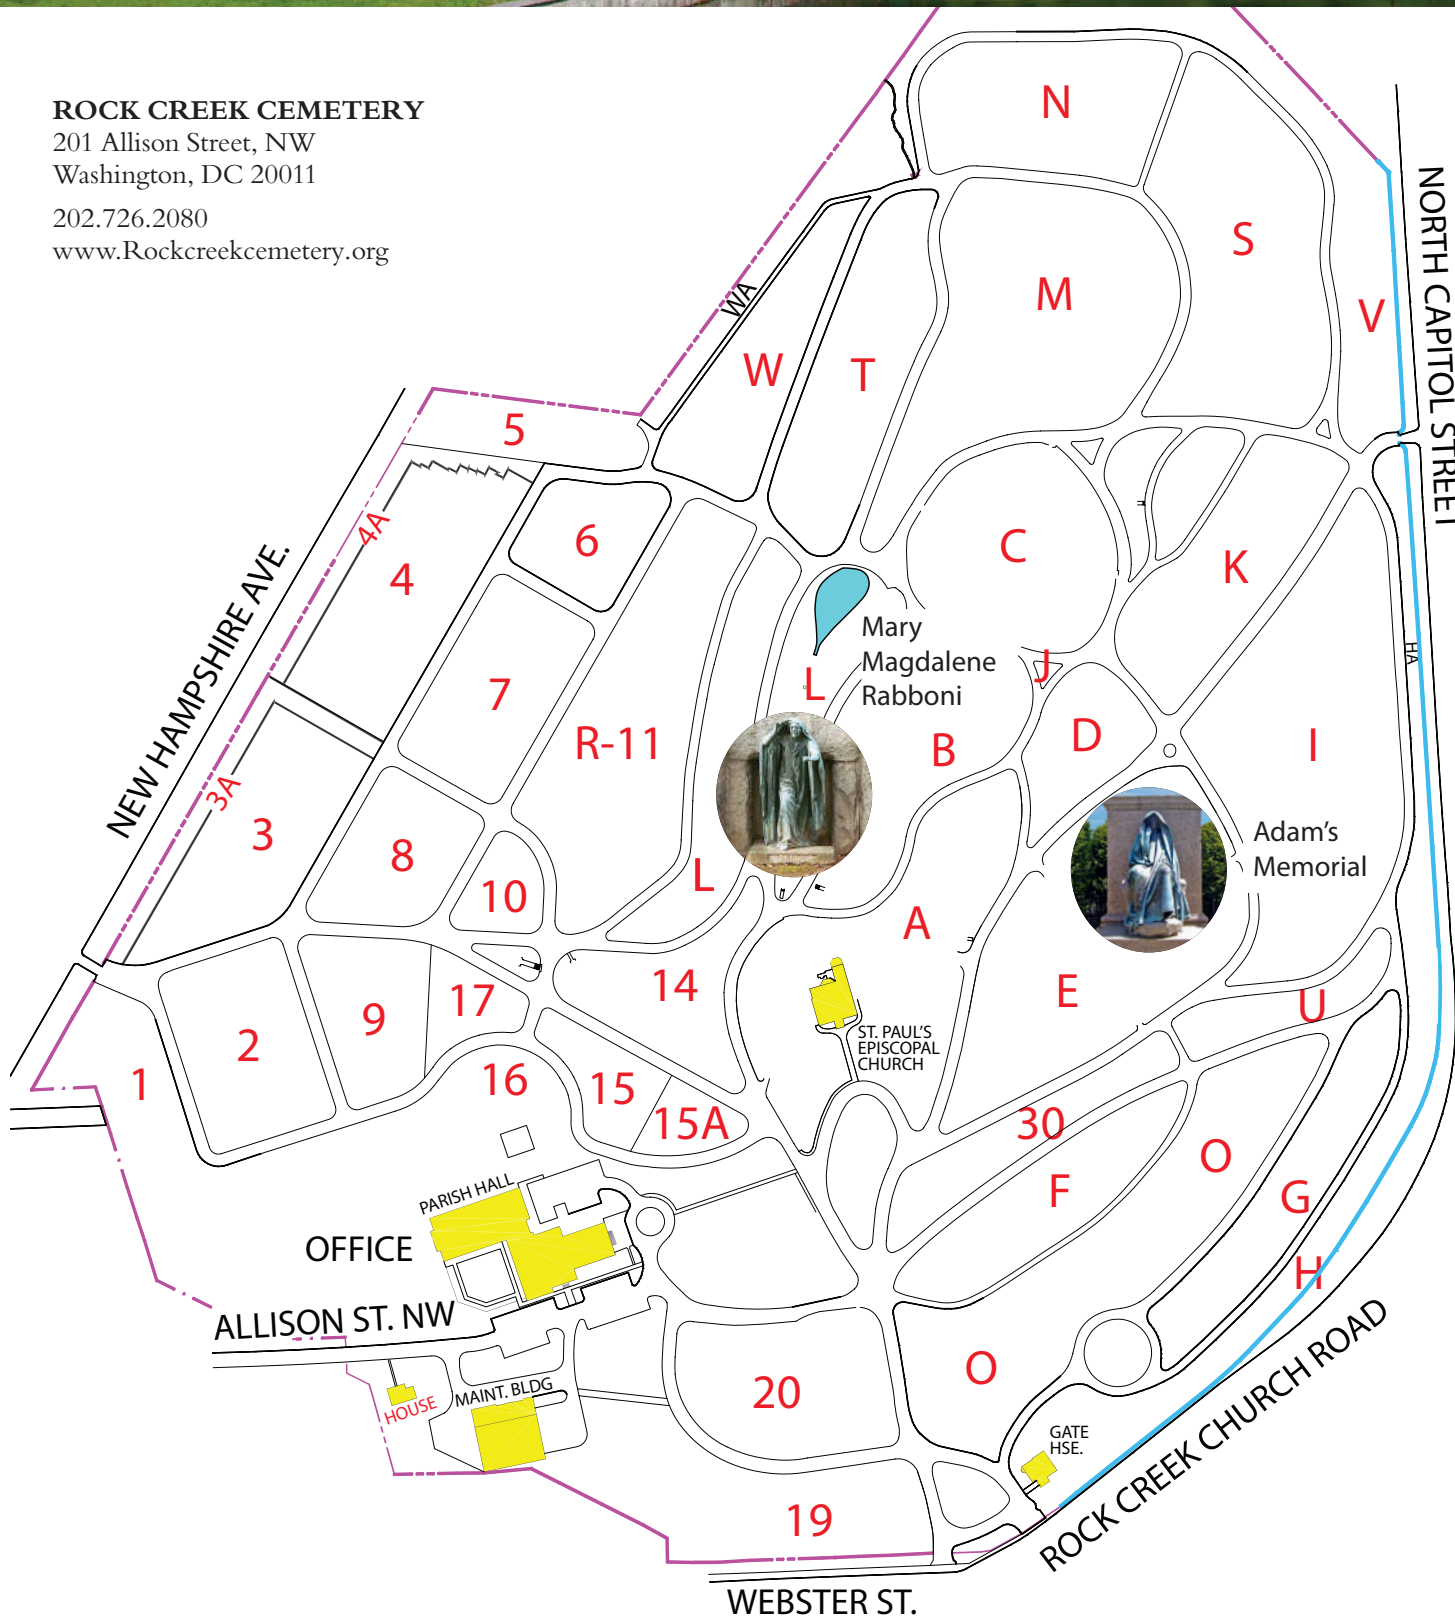 ROCK CREEK CEMETERY
201 Allison Street, NW
Washington, DC 20011
202.726.2080
www.Rockcreekcemetery.org
N
S
M
V
NORTH CAPITOL STREET
WA
W
T
5
4A
4
6
C
K
NEW HAMPSHIRE AVE.
Mary
Magdalene
Rabboni
HA
L
J
7
R-11
B
D
I
3A
3
8
10
L
A
Adam's
Memorial
14
E
U
17
9
2
1
ST. PAUL'S
EPISCOPAL
CHURCH
16
15
15A
30
F
O
G
H
PARISH HALL
OFFICE
ALLISON ST. NW
HOUSE
MAINT. BLDG
20
O
GATE
HSE.
ROCK CREEK CHURCH ROAD
19
WEBSTER ST.